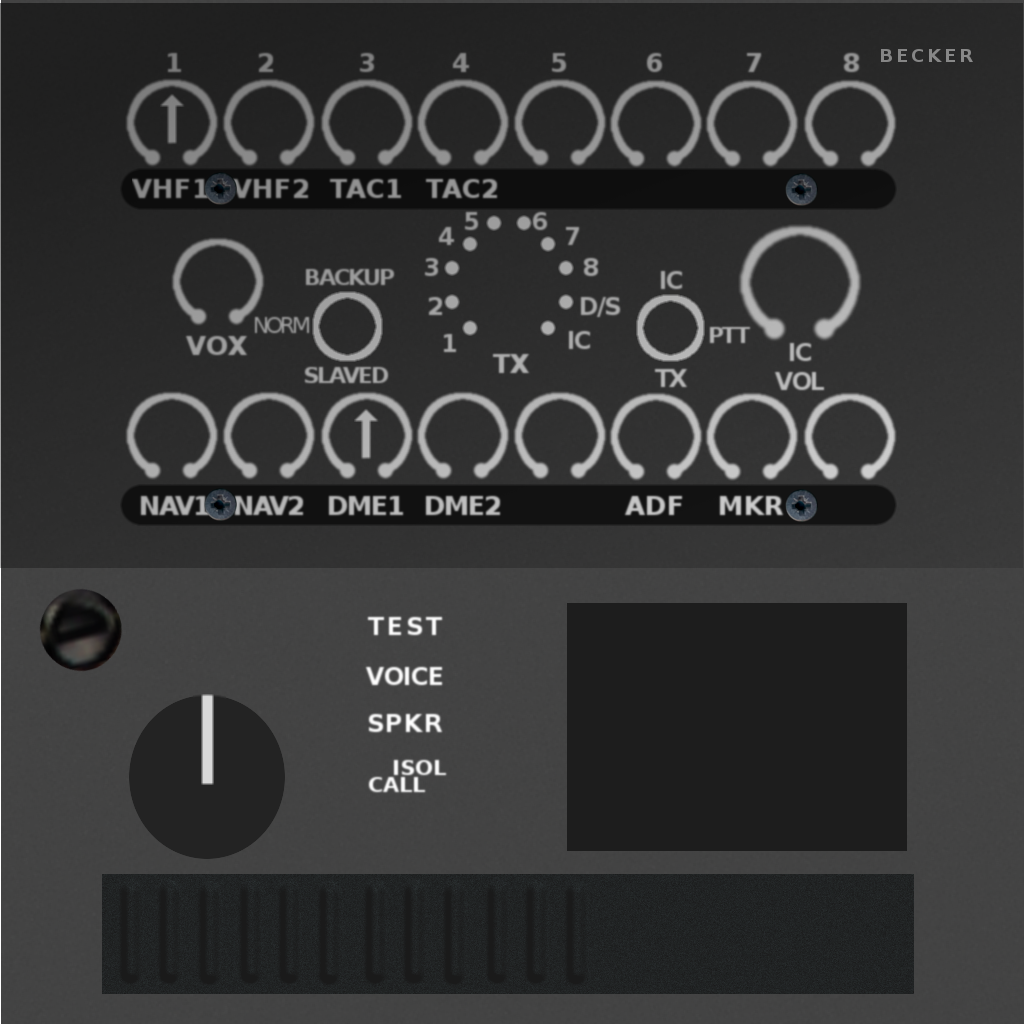 1 2 3 4 5 6 7 8 BECKER
VHF1 VHF2 TAC1 TAC2
5 6
4 7
3 8
BACKUP IC
2 D/S
NORM PTT
1 IC
VOX IC
TX
SLAVED TX VOL
NAV1 NAV2 DME1 DME2 ADF MKR
TEST
VOICE
SPKR
ISOL
CALL